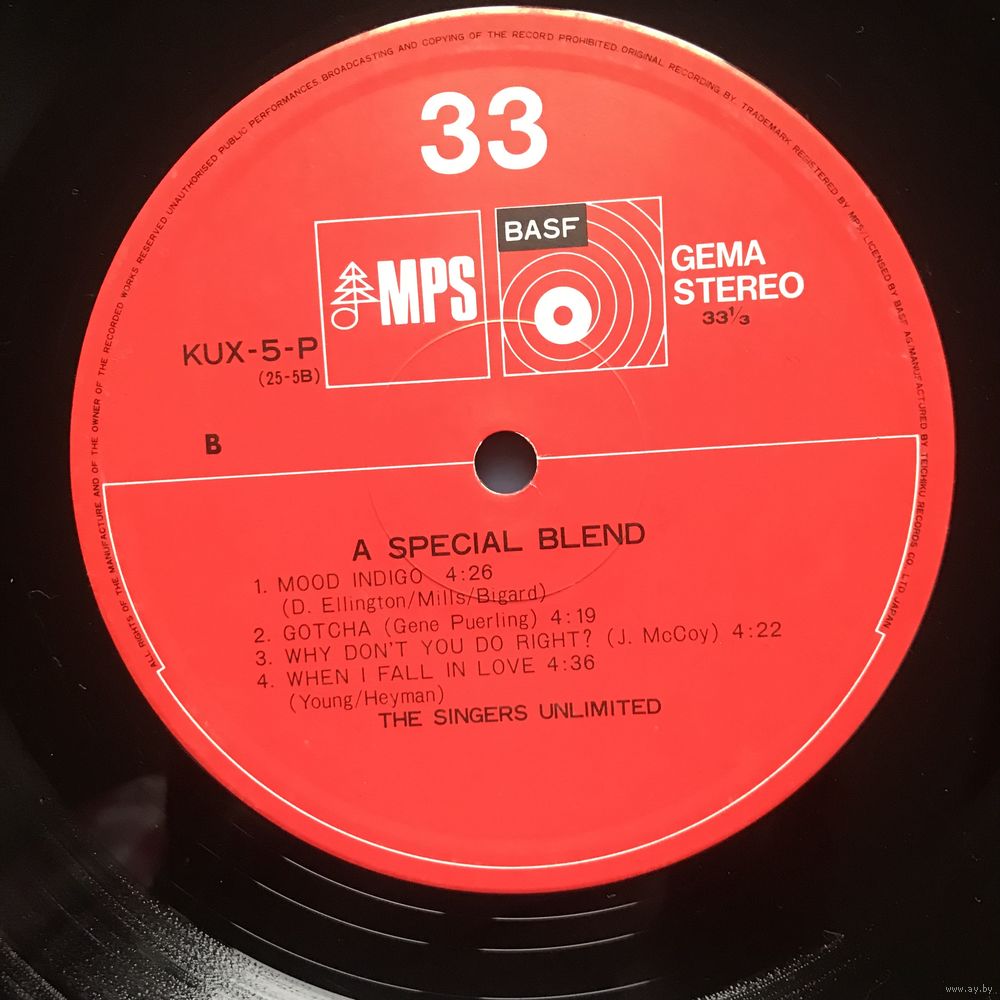 ALL RIGHTS OF THE MANUFACTURE AND OF THE OWNER OF THE RECORDED WORKS RESERVED. UNAUTHORISED PUBLIC PERFORMANCES. BROADCASTING AND COPYING OF THE RECORD PROHIBITED. ORIGINAL RECORDING BY. TRADEMARK REGISTERED BY MPS/LICENSED BY BASF AG/MANUFACTURED BY TEICHIKU RECORDS CO. LTD. JAPAN
33
MPS
BASF
GEMA
STEREO
33⅓
KUX-5-P
(25-5B)
B
A SPECIAL BLEND
1. MOOD INDIGO 4:26
(D. Ellington/Mills/Bigard)
2. GOTCHA (Gene Puerling) 4:19
3. WHY DON'T YOU DO RIGHT? (J. McCoy) 4:22
4. WHEN I FALL IN LOVE 4:36
(Young/Heyman)
THE SINGERS UNLIMITED
www.ay.by